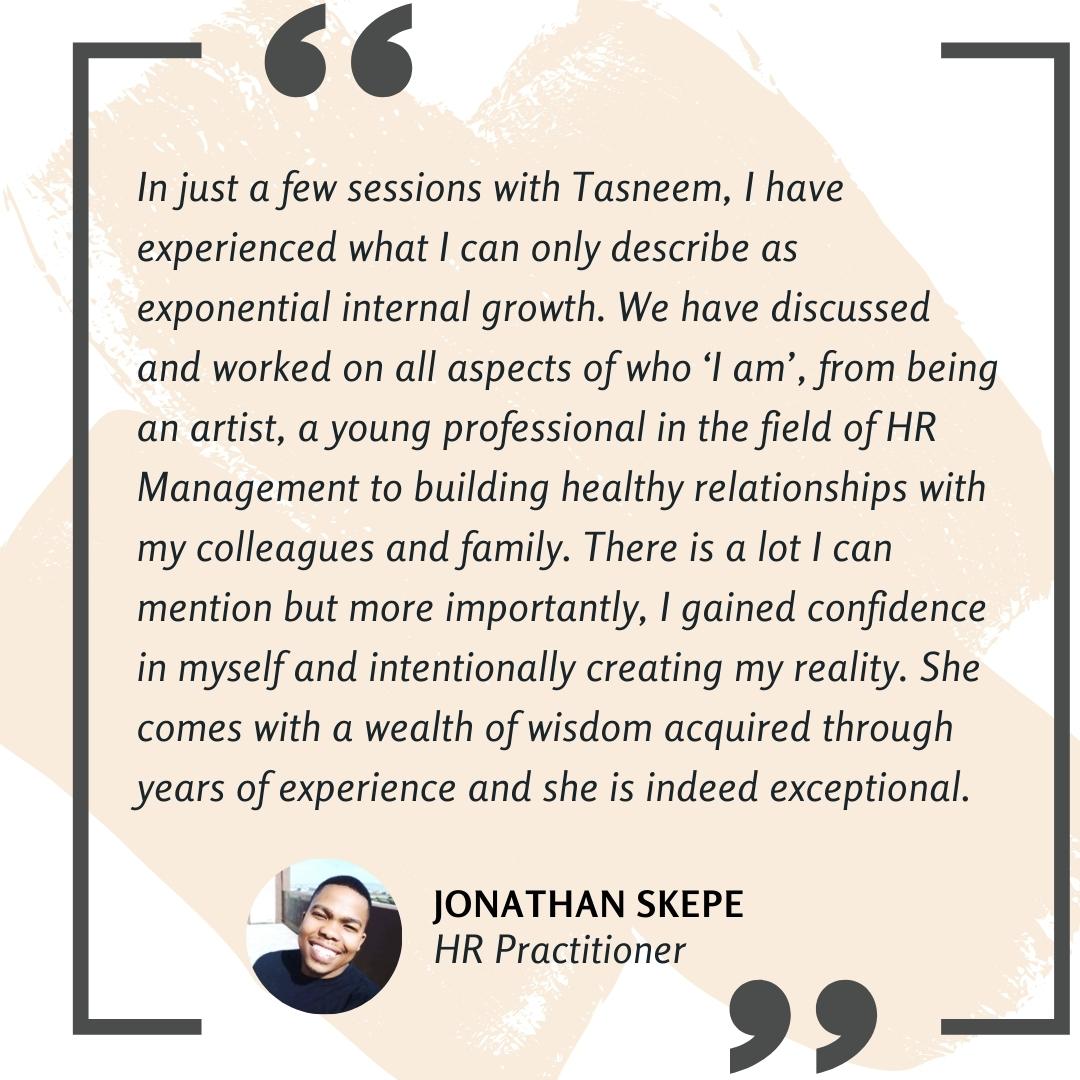 In just a few sessions with Tasneem, I have
experienced what I can only describe as
exponential internal growth. We have discussed
and worked on all aspects of who ‘I am’, from being
an artist, a young professional in the field of HR
Management to building healthy relationships with
my colleagues and family. There is a lot I can
mention but more importantly, I gained confidence
in myself and intentionally creating my reality. She
comes with a wealth of wisdom acquired through
years of experience and she is indeed exceptional.
JONATHAN SKEPE
HR Practitioner